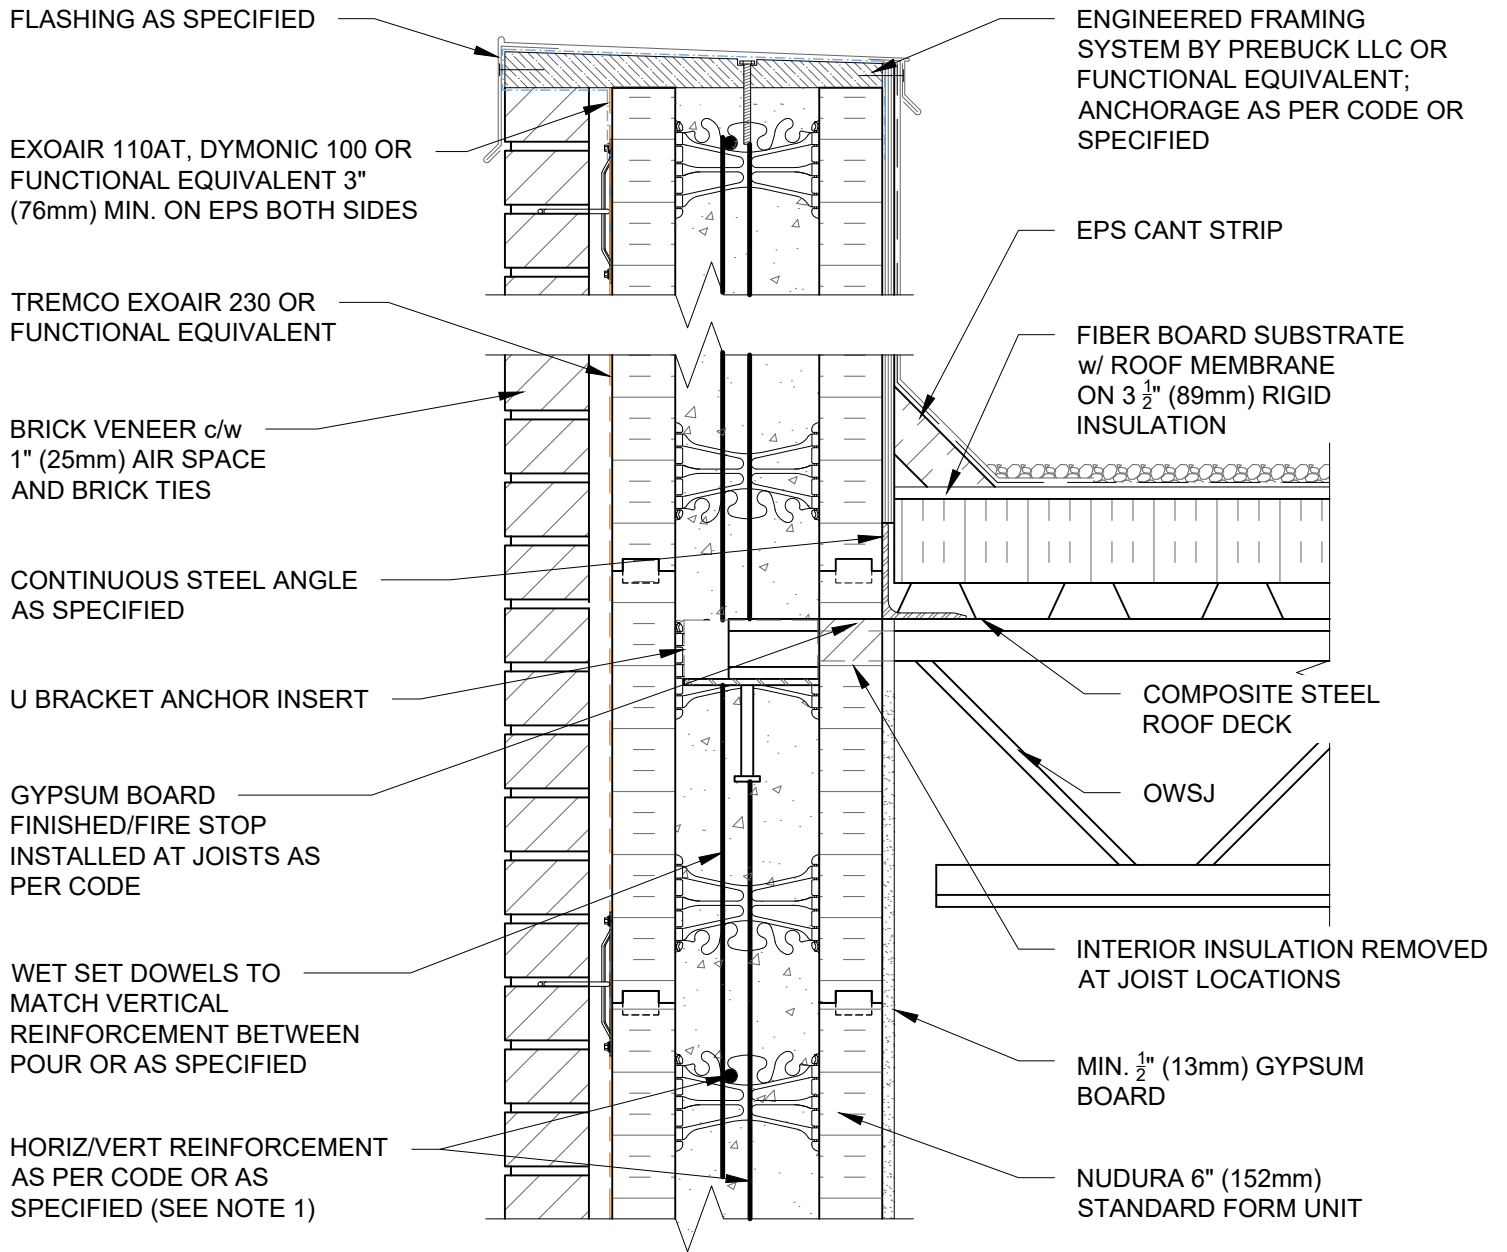 FLASHING AS SPECIFIED
EXOAIR 110AT, DYMONIC 100 OR
FUNCTIONAL EQUIVALENT 3"
(76mm) MIN. ON EPS BOTH SIDES
TREMCO EXOAIR 230 OR
FUNCTIONAL EQUIVALENT
BRICK VENEER c/w
1" (25mm) AIR SPACE
AND BRICK TIES
CONTINUOUS STEEL ANGLE
AS SPECIFIED
U BRACKET ANCHOR INSERT
GYPSUM BOARD
FINISHED/FIRE STOP
INSTALLED AT JOISTS AS
PER CODE
WET SET DOWELS TO
MATCH VERTICAL
REINFORCEMENT BETWEEN
POUR OR AS SPECIFIED
HORIZ/VERT REINFORCEMENT
AS PER CODE OR AS
SPECIFIED (SEE NOTE 1)
ENGINEERED FRAMING
SYSTEM BY PREBUCK LLC OR
FUNCTIONAL EQUIVALENT;
ANCHORAGE AS PER CODE OR
SPECIFIED
EPS CANT STRIP
FIBER BOARD SUBSTRATE
w/ ROOF MEMBRANE
ON 3 1/2" (89mm) RIGID
INSULATION
COMPOSITE STEEL
ROOF DECK
OWSJ
INTERIOR INSULATION REMOVED
AT JOIST LOCATIONS
MIN. 1/2" (13mm) GYPSUM
BOARD
NUDURA 6" (152mm)
STANDARD FORM UNIT